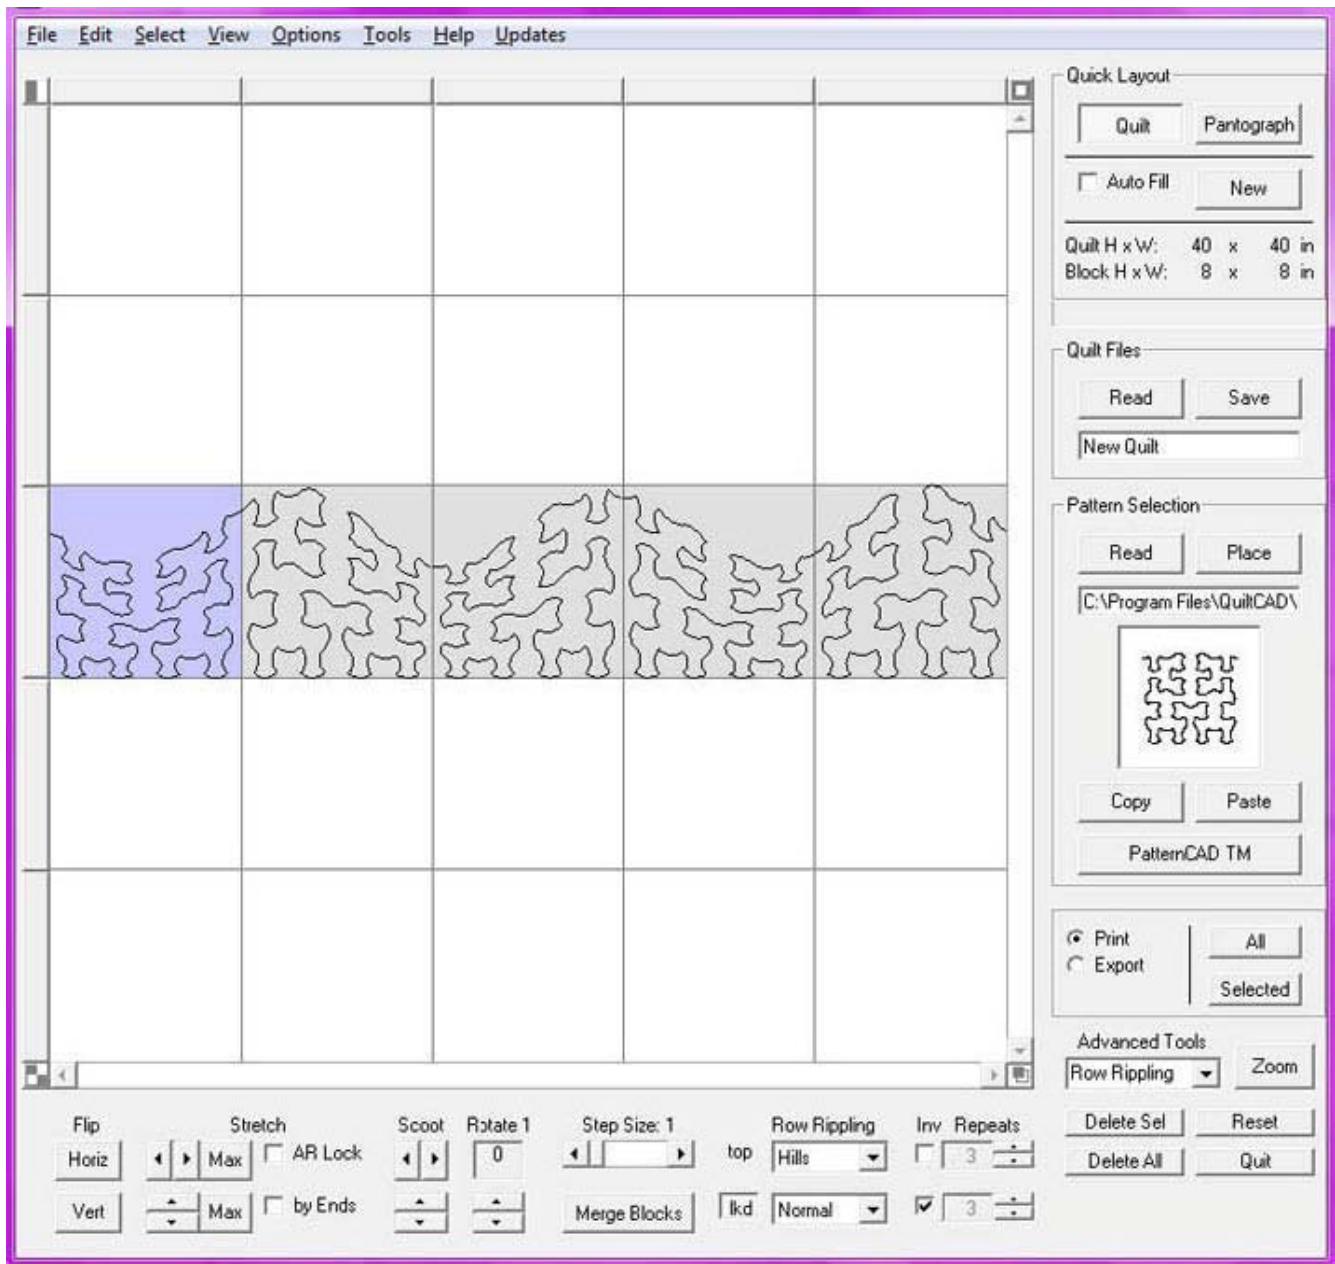 File Edit Select View Options Tools Help Updates
Quick Layout
Quilt Pantograph
Auto Fill New
Quilt H x W: 40 x 40 in
Block H x W: 8 x 8 in
Quilt Files
Read Save
New Quilt
Pattern Selection
Read Place
C:\Program Files\QuiltCAD\
Copy Paste
PatternCAD TM
Print All
Export
Selected
Advanced Tools
Row Rippling Zoom
Delete Sel Reset
Delete All Quit
Flip Stretch Scoot Rotate 1 Step Size: 1 Row Rippling Inv Repeats
Horiz Max AR Lock 0 top Hills 3
Vert Max by Ends Merge Blocks lkd Normal 3